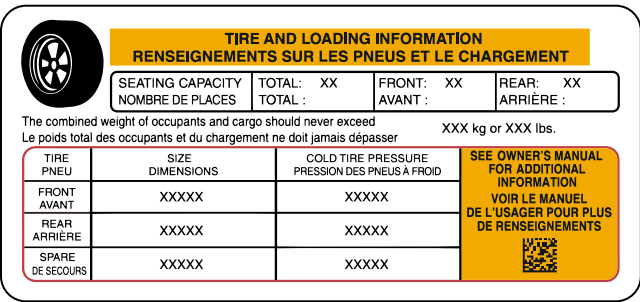 TIRE AND LOADING INFORMATION
RENSEIGNEMENTS SUR LES PNEUS ET LE CHARGEMENT
SEATING CAPACITY TOTAL: XX FRONT: XX REAR: XX
NOMBRE DE PLACES TOTAL : AVANT : ARRIÈRE :
The combined weight of occupants and cargo should never exceed
Le poids total des occupants et du chargement ne doit jamais dépasser
XXX kg or XXX lbs.
TIRE SIZE COLD TIRE PRESSURE
PNEU DIMENSIONS PRESSION DES PNEUS À FROID
FRONT
AVANT
XXXXX XXXXX
REAR
ARRIÈRE
XXXXX XXXXX
SPARE
DE SECOURS
XXXXX XXXXX
SEE OWNER'S MANUAL
FOR ADDITIONAL
INFORMATION
VOIR LE MANUEL
DE L'USAGER POUR PLUS
DE RENSEIGNEMENTS